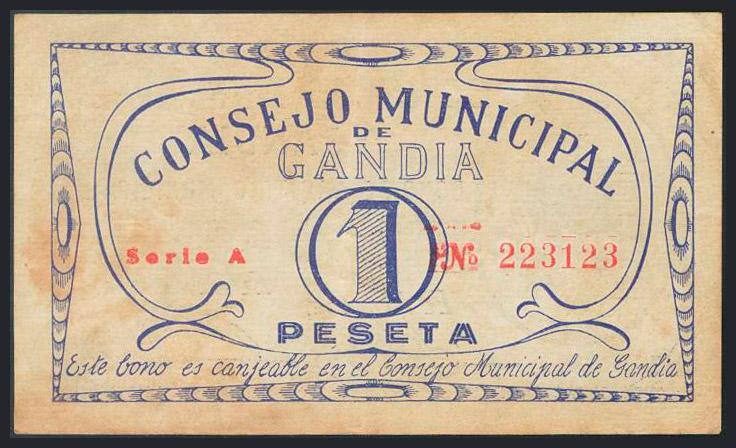 CONSEJO MUNICIPAL
DE
GANDIA
1
Serie A
No 223123
PESETA
Este bono es canjeable en el Consejo Municipal de Gandia